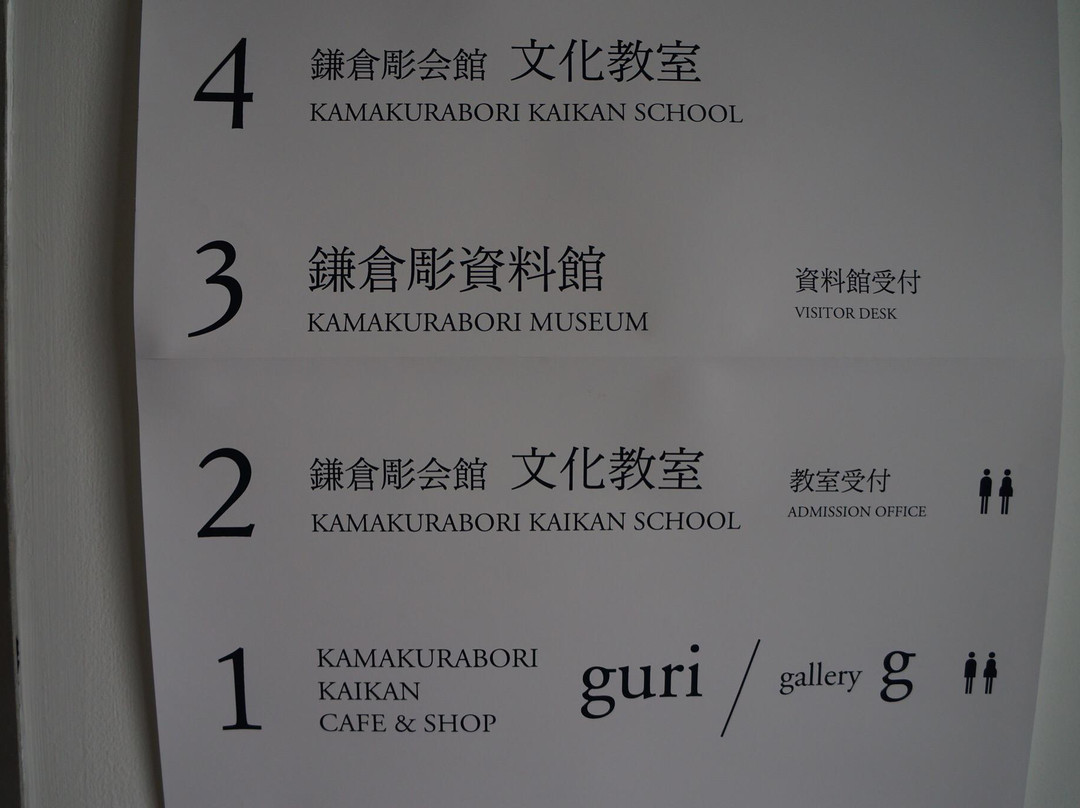 4 鎌倉彫会館 文化教室
KAMAKURABORI KAIKAN SCHOOL
3 鎌倉彫資料館 資料館受付
KAMAKURABORI MUSEUM VISITOR DESK
2 鎌倉彫会館 文化教室 教室受付
KAMAKURABORI KAIKAN SCHOOL ADMISSION OFFICE
1 KAMAKURABORI
KAIKAN
CAFE & SHOP
guri / gallery g